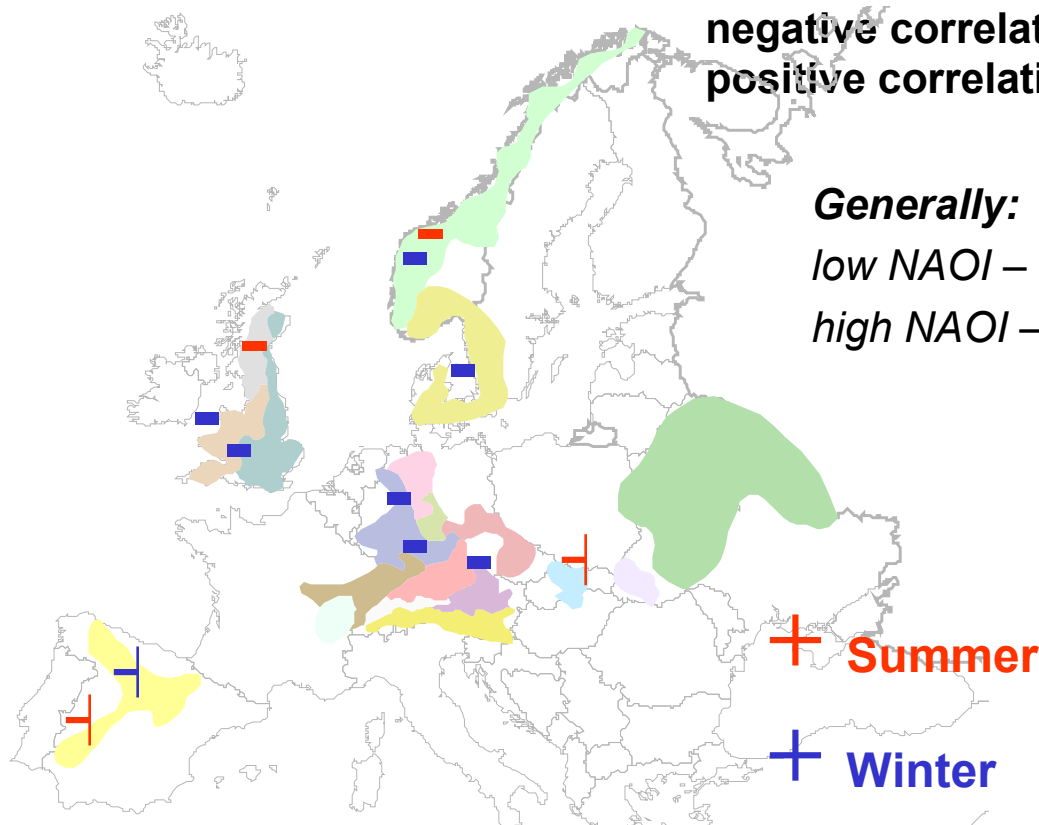 negative correlat
positive correlati
Generally:
low NAOI –
high NAOI –
Summer
Winter